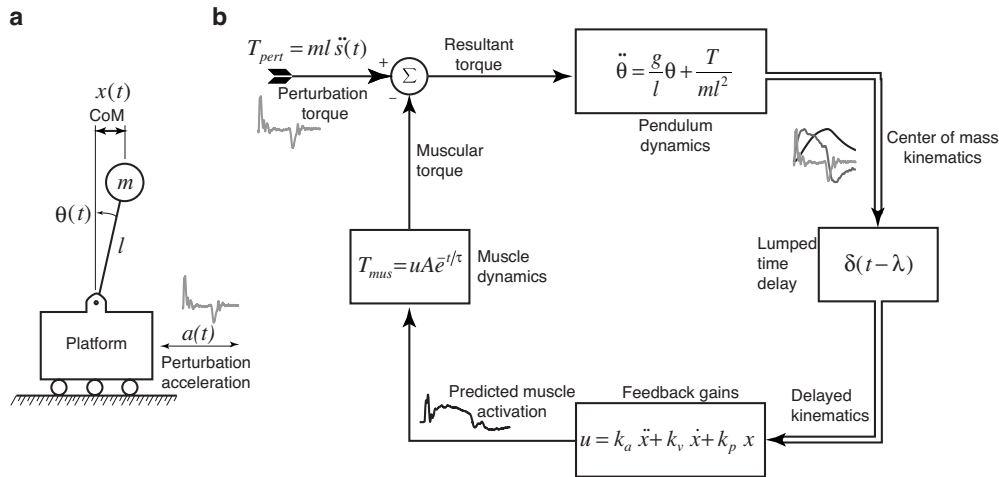 a
x(t)
CoM
m
θ(t)
l
Platform
a(t)
Perturbation
acceleration
b
T_pert = ml s̈(t)
Perturbation
torque
+
Σ
−
Resultant
torque
θ̈ = g/l θ + T/ml²
Pendulum
dynamics
Center of mass
kinematics
Lumped
time
delay
δ(t − λ)
Delayed
kinematics
Feedback gains
u = k_a ẍ + k_v ẋ + k_p x
Predicted muscle
activation
T_mus = uAe^{-t/τ}
Muscle
dynamics
Muscular
torque